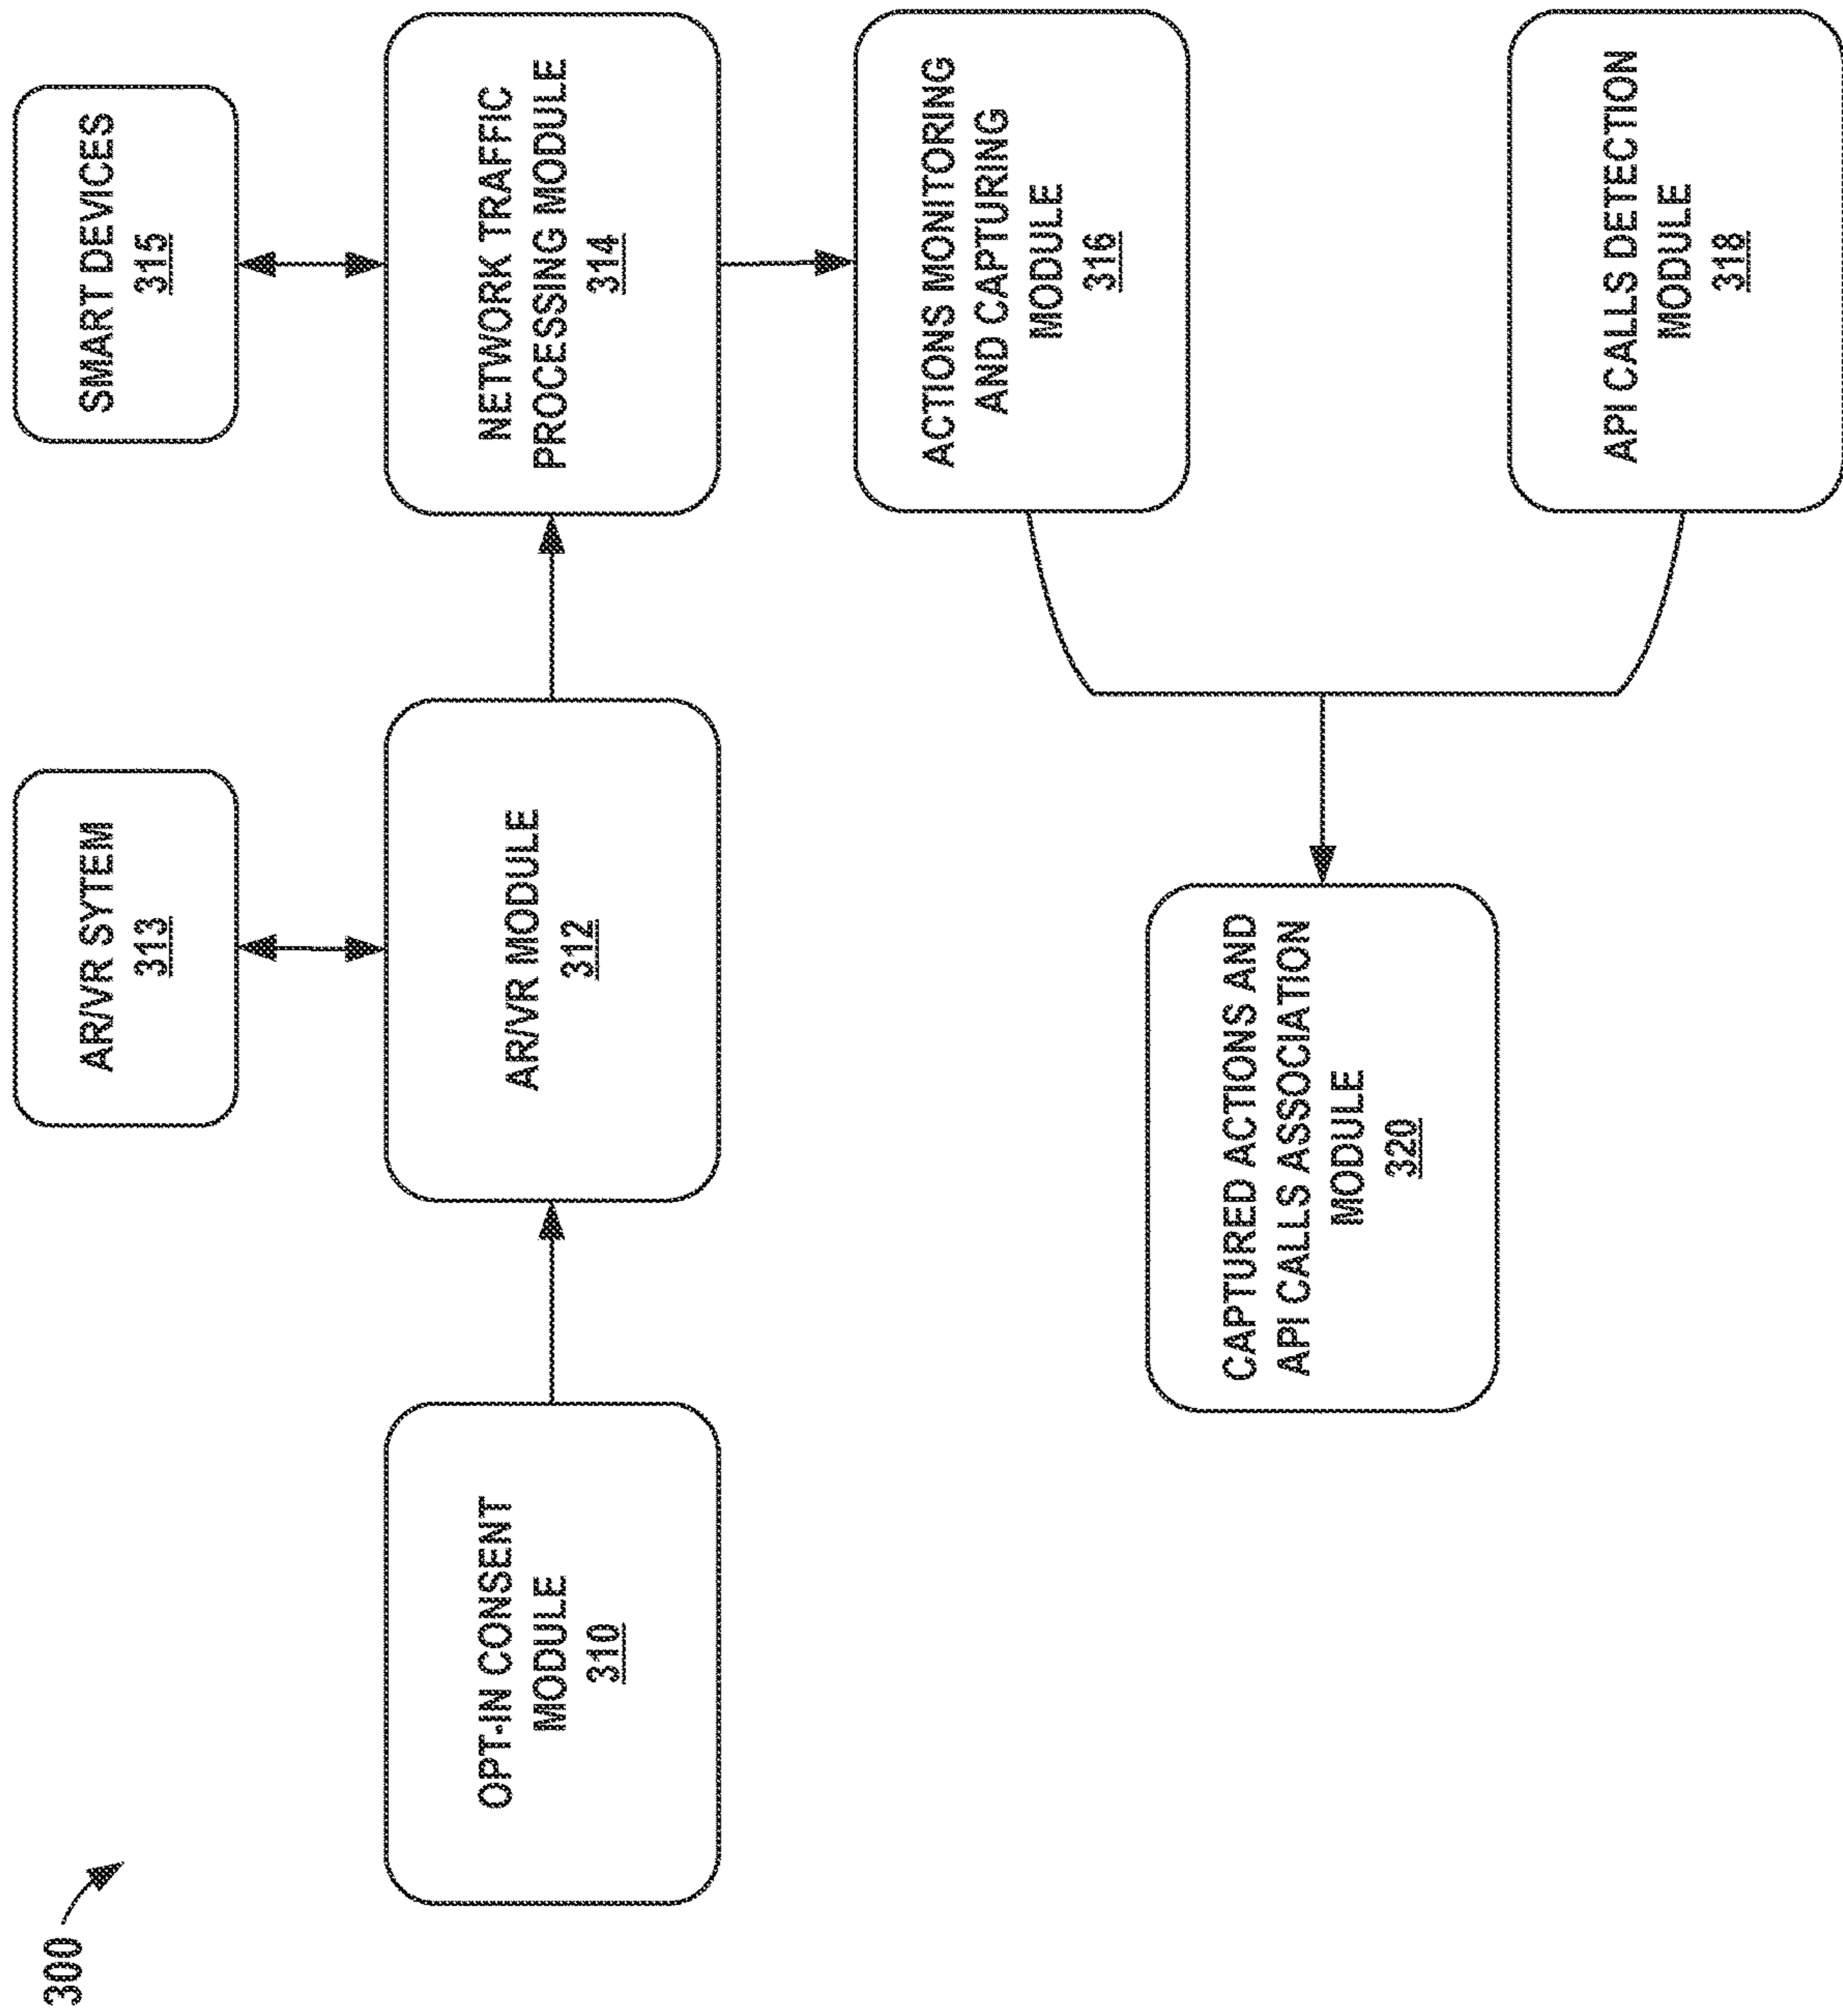 300
AR/VR SYTEM
313
SMART DEVICES
315
OPT-IN CONSENT
MODULE
310
AR/VR MODULE
312
NETWORK TRAFFIC
PROCESSING MODULE
314
ACTIONS MONITORING
AND CAPTURING
MODULE
316
CAPTURED ACTIONS AND
API CALLS ASSOCIATION
MODULE
320
API CALLS DETECTION
MODULE
318